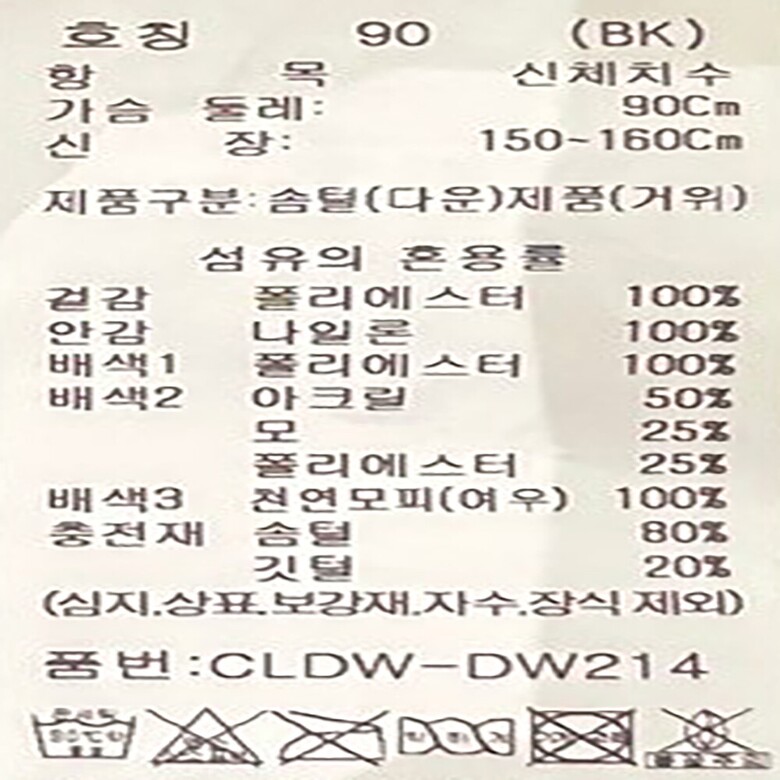 호칭 90 (BK)
항 목 신체치수
가슴 둘레: 90Cm
신 장: 150~160Cm
제품구분:솜털(다운)제품(거위)
섬유의 혼용률
겉감 폴리에스터 100%
안감 나일론 100%
배색1 폴리에스터 100%
배색2 아크릴 50%
모 25%
폴리에스터 25%
배색3 천연모피(여우) 100%
충전재 솜털 80%
깃털 20%
(심지.상표.보강재.자수.장식 제외)
품번:CLDW-DW214